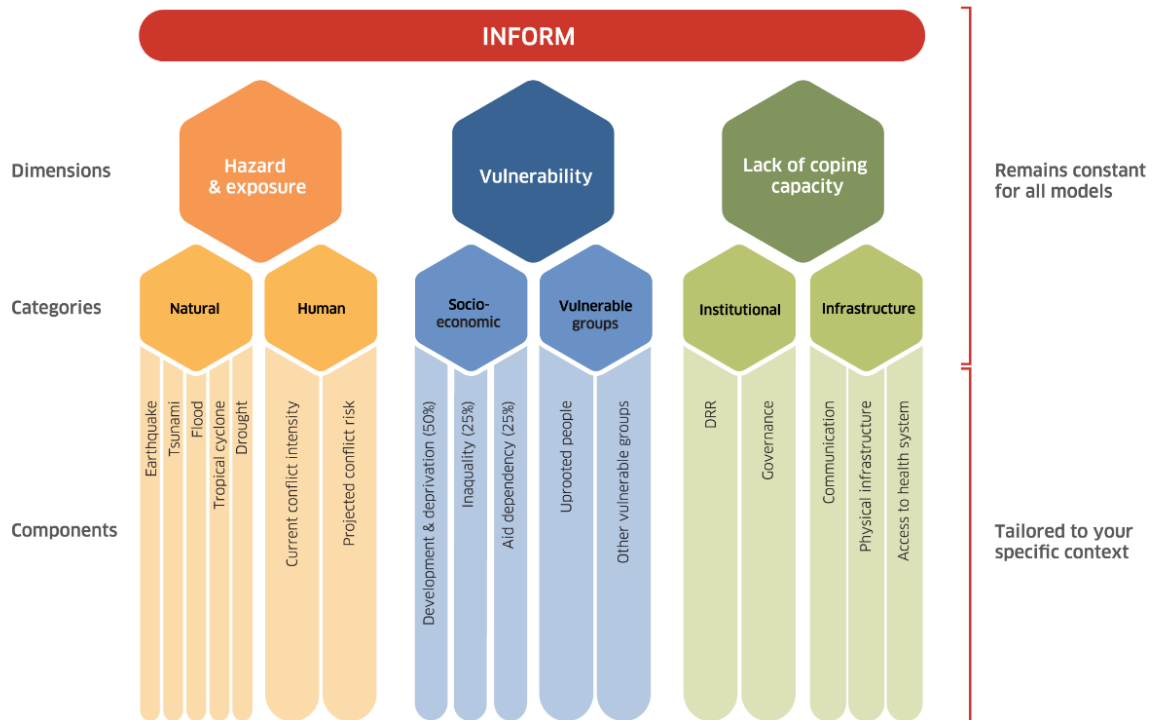 INFORM
Dimensions
Hazard
& exposure
Vulnerability
Lack of coping
capacity
Remains constant
for all models
Categories
Natural
Human
Socio-
economic
Vulnerable
groups
Institutional
Infrastructure
Components
Earthquake
Tsunami
Flood
Tropical cyclone
Drought
Current conflict intensity
Projected conflict risk
Development & deprivation (50%)
Inaquality (25%)
Aid dependency (25%)
Uprooted people
Other vulnerable groups
DRR
Governance
Communication
Physical infrastructure
Access to health system
Tailored to your
specific context